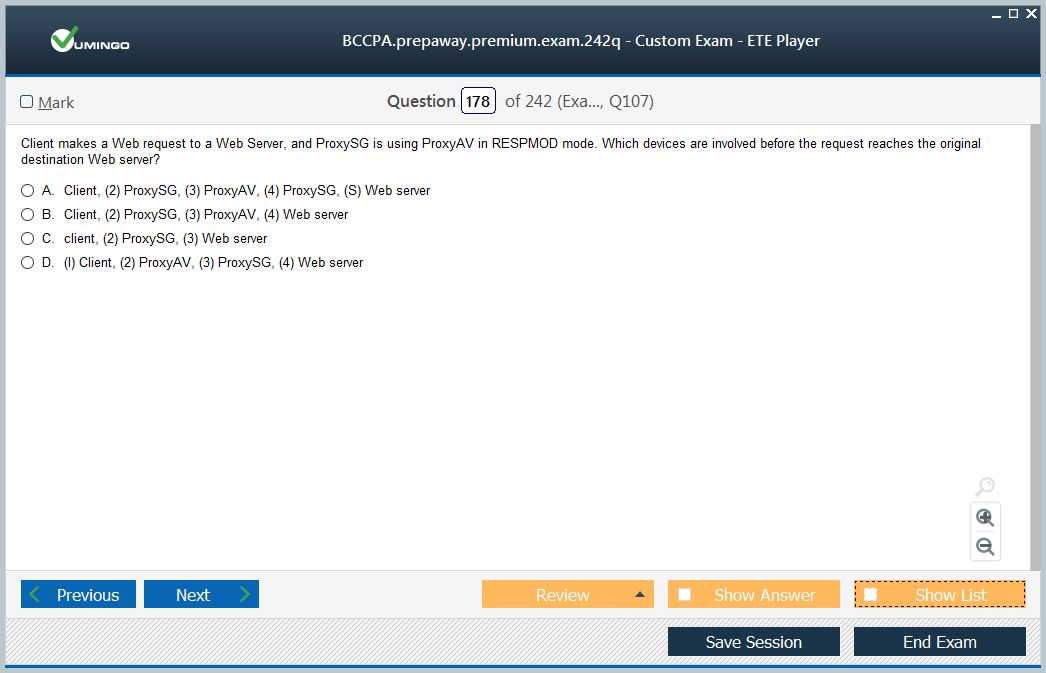 VUMINGO
BCCPA.prepaway.premium.exam.242q - Custom Exam - ETE Player
Mark
Question 178 of 242 (Exa..., Q107)
Client makes a Web request to a Web Server, and ProxySG is using ProxyAV in RESPMOD mode. Which devices are involved before the request reaches the original
destination Web server?
A. Client, (2) ProxySG, (3) ProxyAV, (4) ProxySG, (S) Web server
B. Client, (2) ProxySG, (3) ProxyAV, (4) Web server
C. client, (2) ProxySG, (3) Web server
D. (l) Client, (2) ProxyAV, (3) ProxySG, (4) Web server
Previous
Next
Review
Show Answer
Show List
Save Session
End Exam